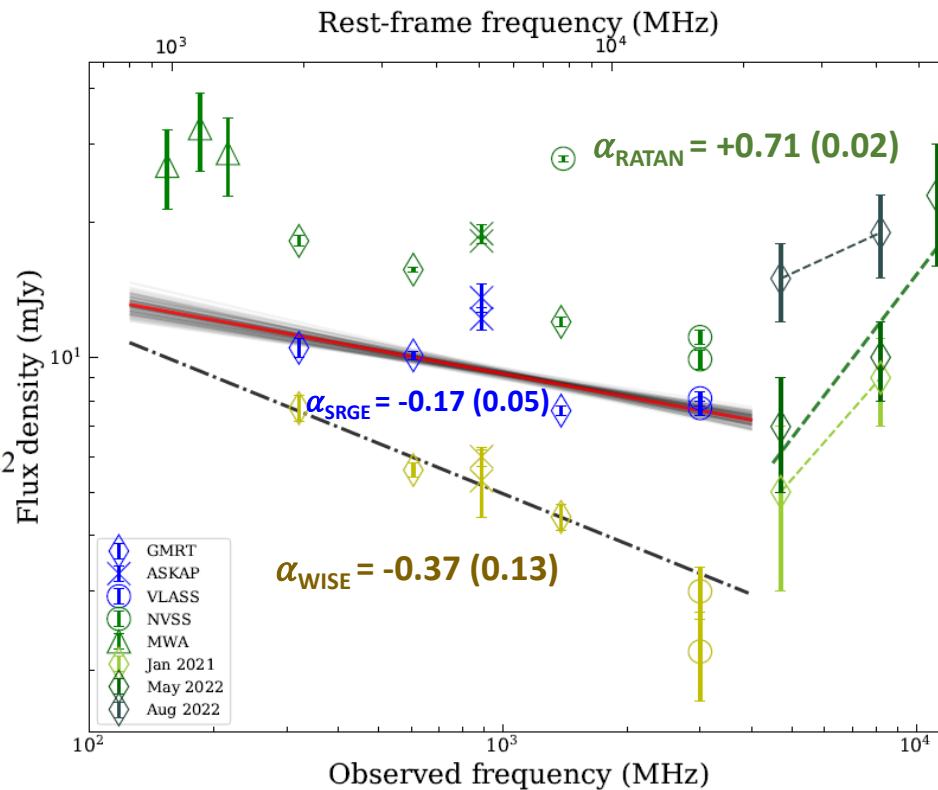 Rest-frame frequency (MHz)
10³
10⁴
α_RATAN = +0.71 (0.02)
Flux density (mJy)
10¹
2
α_SRGE = -0.17 (0.05)
α_WISE = -0.37 (0.13)
GMRT
ASKAP
VLASS
NVSS
MWA
Jan 2021
May 2022
Aug 2022
10²
10³
10⁴
Observed frequency (MHz)